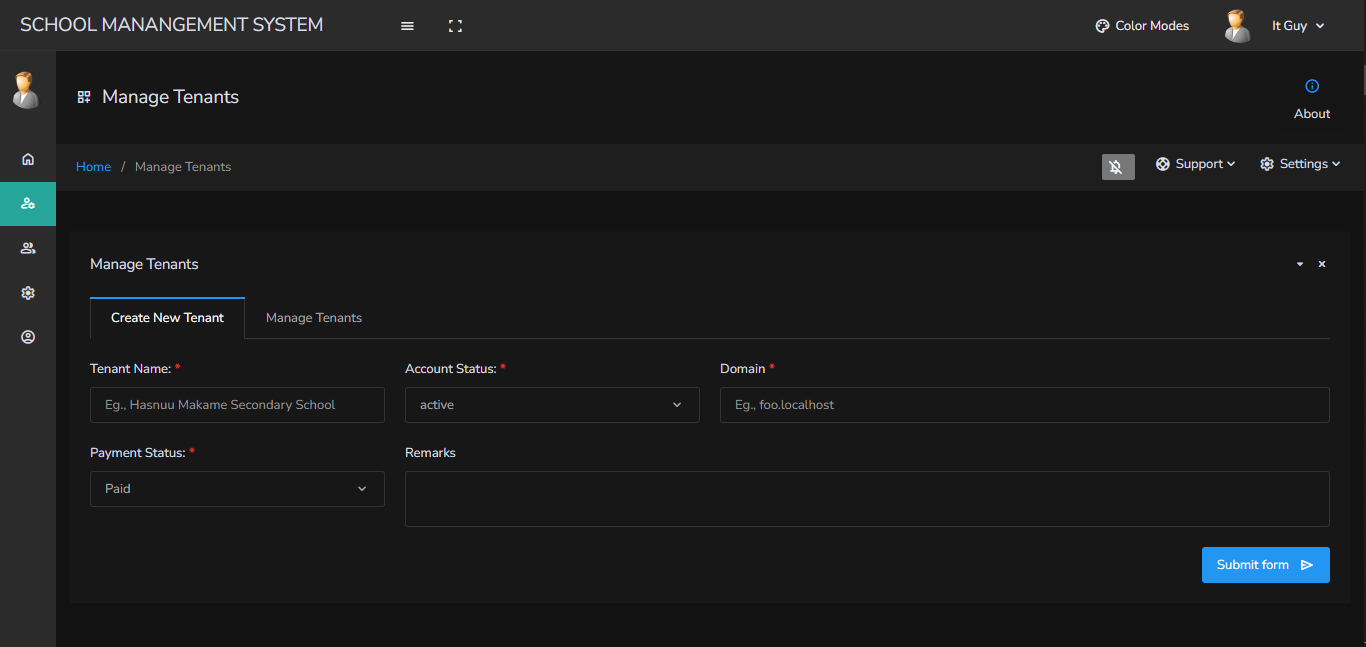 SCHOOL MANANGEMENT SYSTEM
Color Modes
It Guy
Manage Tenants
About
Home / Manage Tenants
Support
Settings
Manage Tenants
Create New Tenant
Manage Tenants
Tenant Name: *
Account Status: *
Domain *
Eg., Hasnuu Makame Secondary School
active
Eg., foo.localhost
Payment Status: *
Remarks
Paid
Submit form